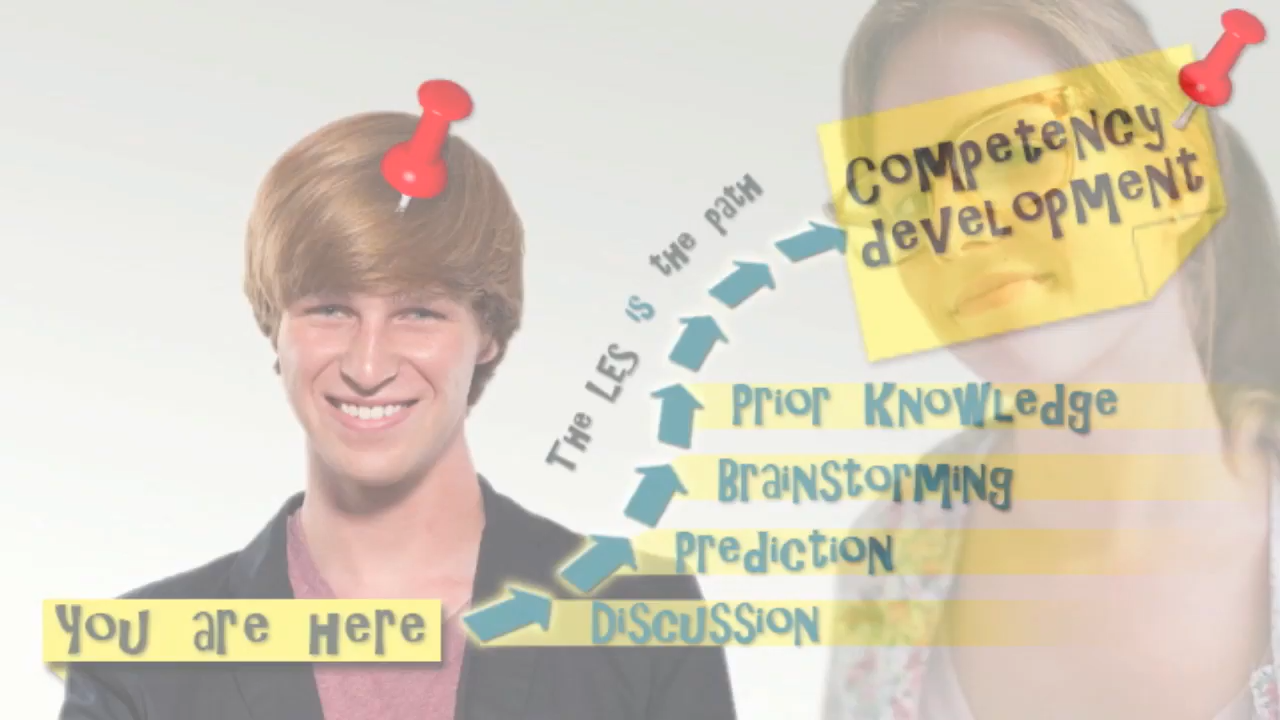 Competency
development
The LES is the path
Prior Knowledge
Brainstorming
Prediction
Discussion
You are here